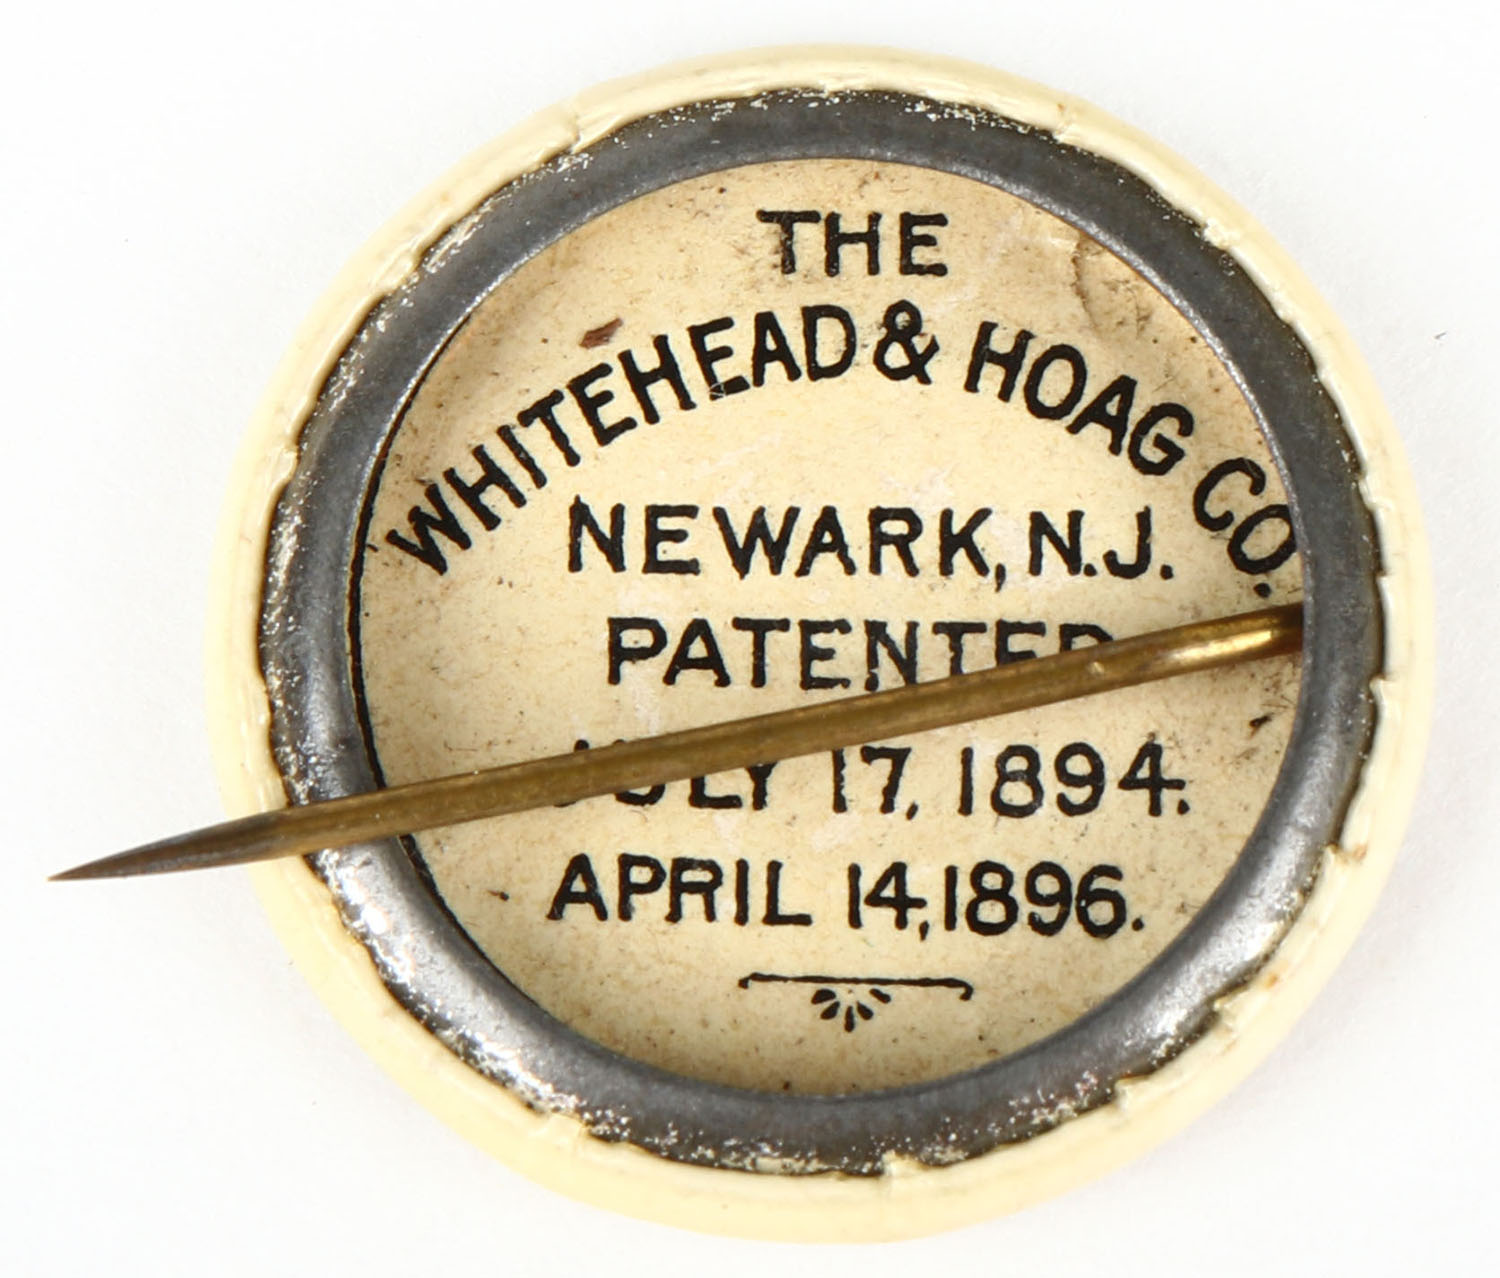 THE
WHITEHEAD & HOAG CO.
NEWARK, N.J.
PATENTED
JULY 17, 1894.
APRIL 14, 1896.